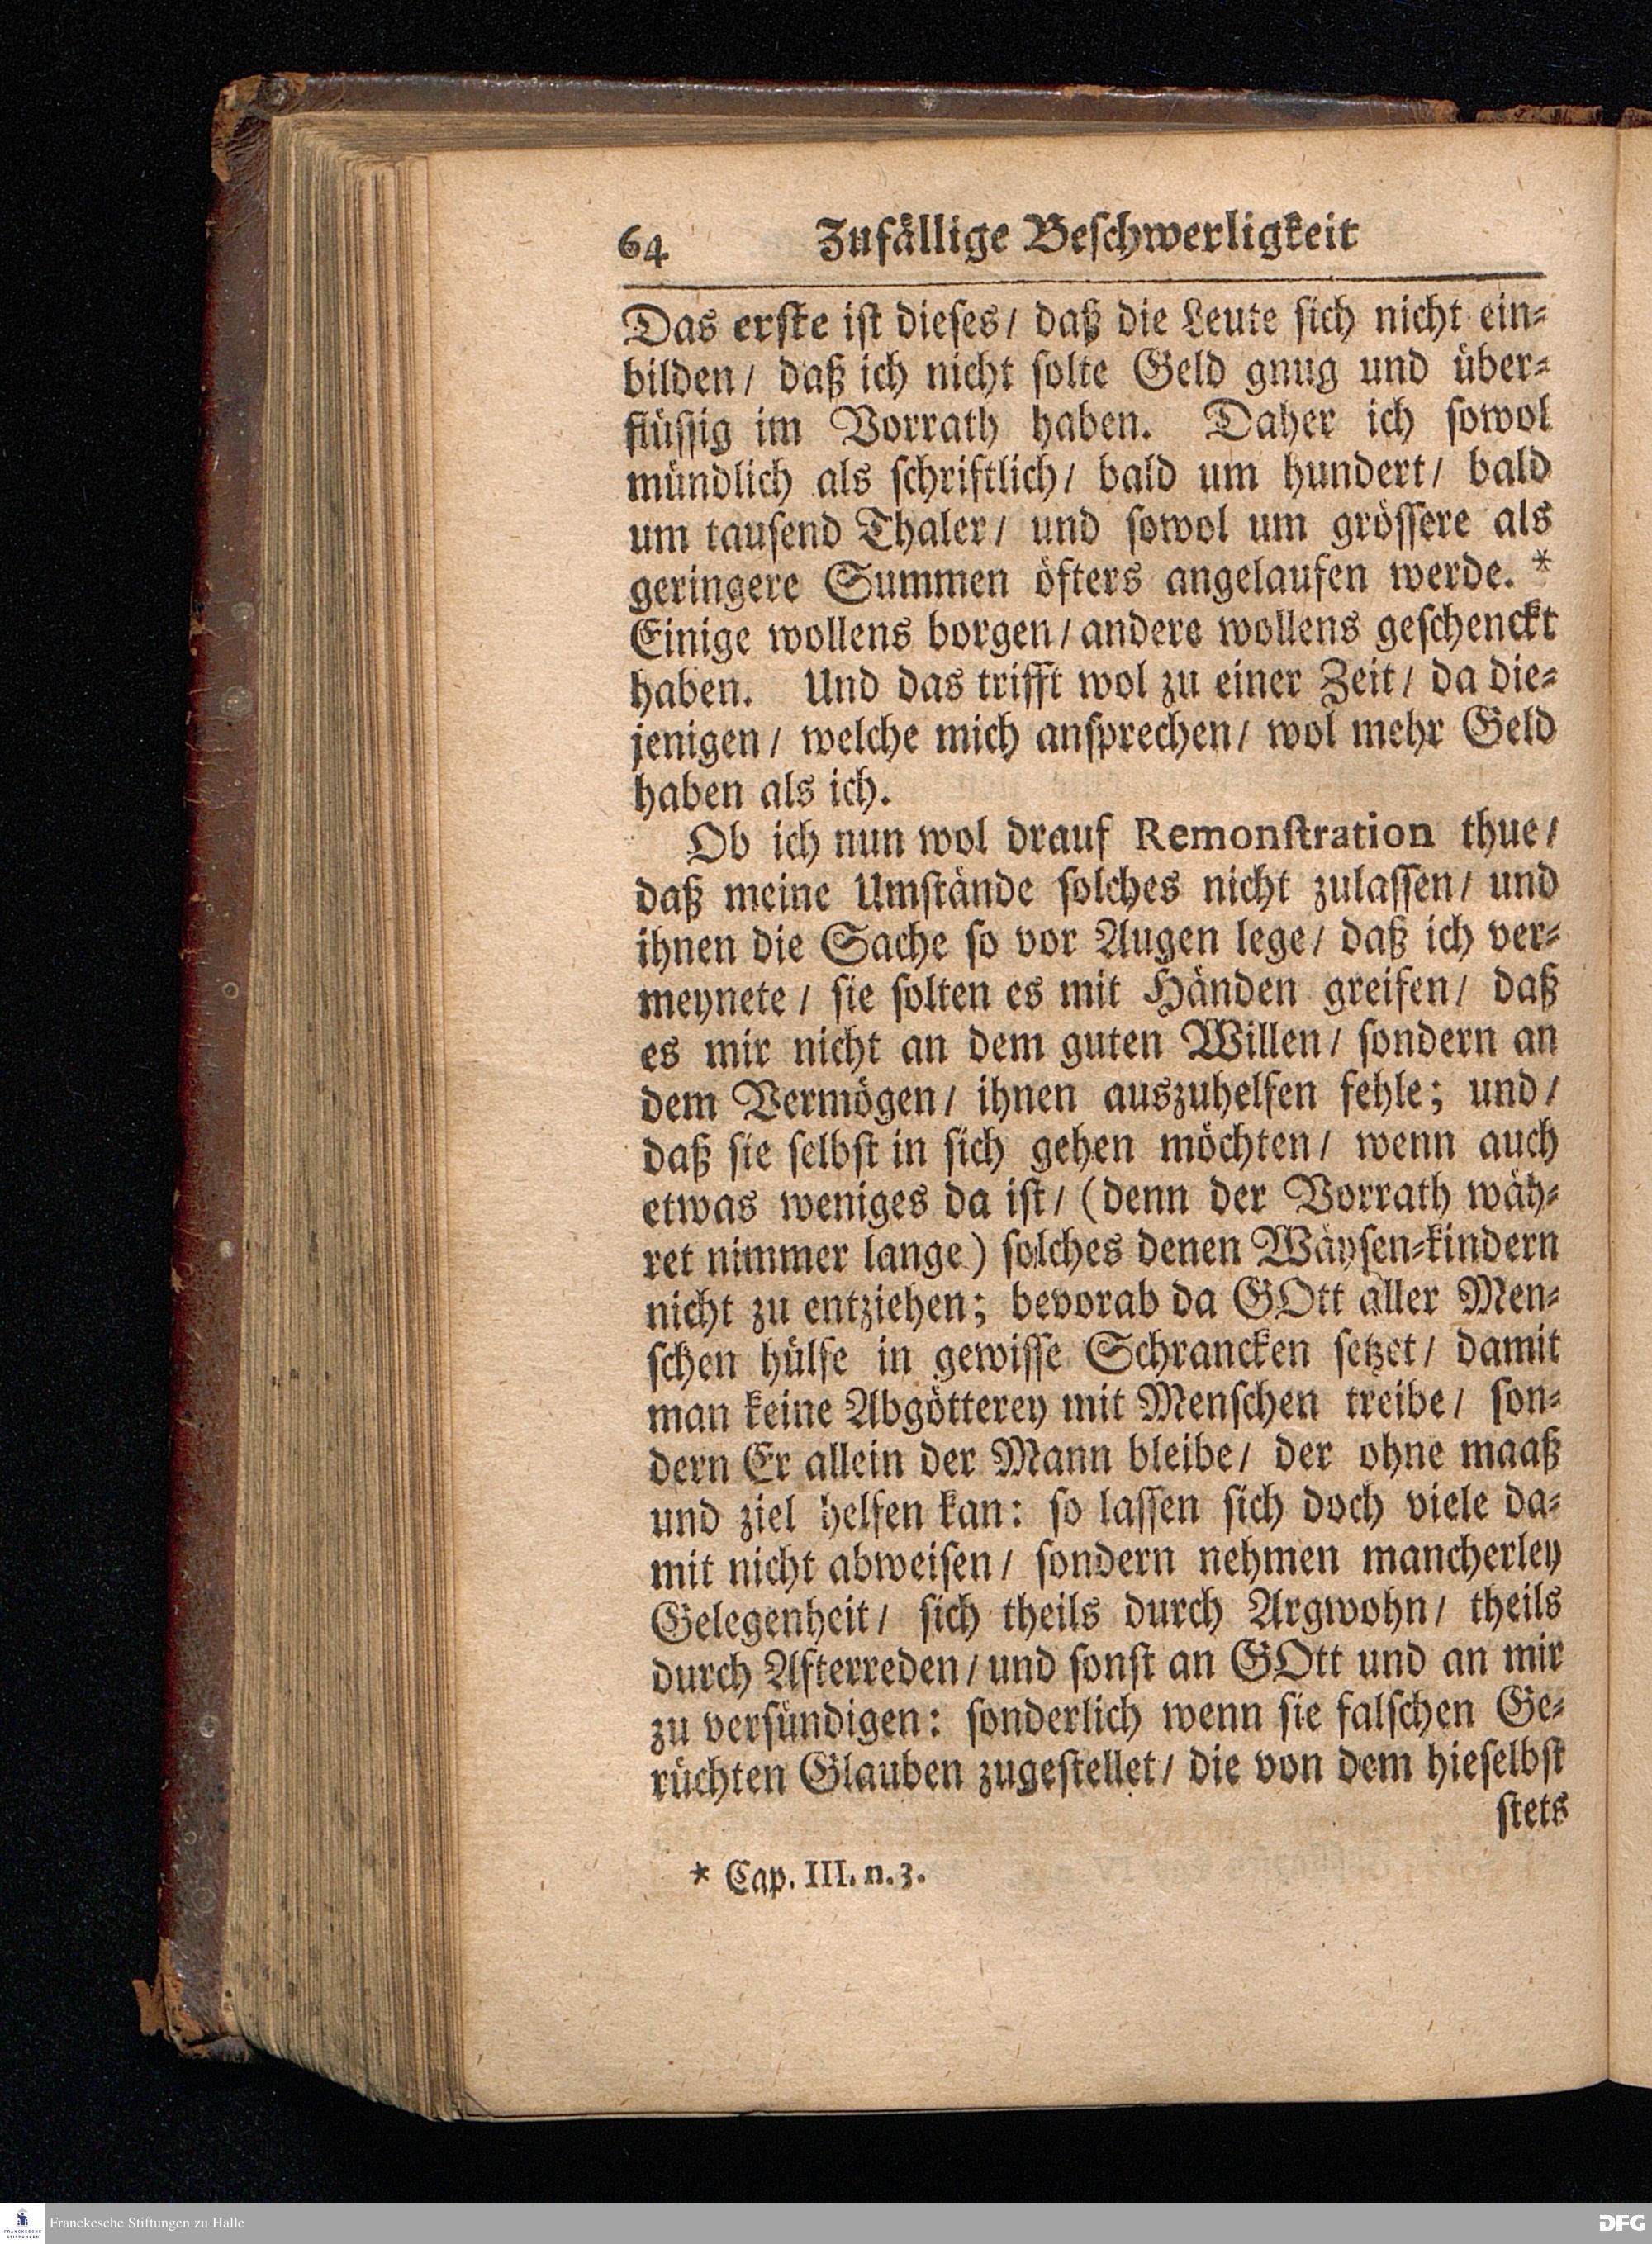 64 Zufällige Beſchwerligkeit
Das erſte iſt dieſes/ daß die Leute ſich nicht ein-
bilden/ daß ich nicht ſolte Geld gnug und über-
flüſſig im Vorrath haben. Daher ich ſowol
mündlich als ſchriftlich/ bald um hundert/ bald
um tauſend Thaler/ und ſowol um gröſſere als
geringere Summen öfters angelaufen werde. *
Einige wollens borgen/ andere wollens geſchenckt
haben. Und das trifft wol zu einer Zeit/ da die-
jenigen/ welche mich anſprechen/ wol mehr Geld
haben als ich.
Ob ich nun wol drauf Remonſtration thue/
daß meine Umſtände ſolches nicht zulaſſen/ und
ihnen die Sache ſo vor Augen lege/ daß ich ver-
meynete/ ſie ſolten es mit Händen greifen/ daß
es mir nicht an dem guten Willen/ ſondern an
dem Vermögen/ ihnen auszuhelfen fehle; und/
daß ſie ſelbſt in ſich gehen möchten/ wenn auch
etwas weniges da iſt/ (denn der Vorrath wäh-
ret nimmer lange) ſolches denen Wäyſen-kindern
nicht zu entziehen; bevorab da GOtt aller Men-
ſchen hülfe in gewiſſe Schrancken ſetzet/ damit
man keine Abgötterey mit Menſchen treibe/ ſon-
dern Er allein der Mann bleibe/ der ohne maaß
und ziel helfen kan: ſo laſſen ſich doch viele da-
mit nicht abweiſen/ ſondern nehmen mancherley
Gelegenheit/ ſich theils durch Argwohn/ theils
durch Afterreden/ und ſonſt an GOtt und an mir
zu verſündigen: ſonderlich wenn ſie falſchen Ge-
rüchten Glauben zugeſtellet/ die von dem hieſelbſt
ſtets
* Cap. III. n. 3.
FRANCKESCHE
STIFTUNGEN
Franckesche Stiftungen zu Halle
DFG